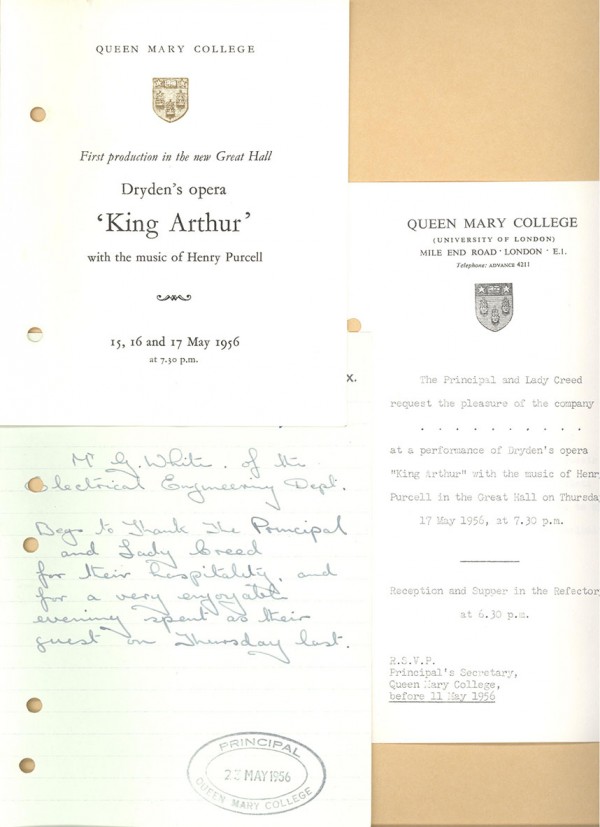 QUEEN MARY COLLEGE
First production in the new Great Hall
Dryden's opera
'King Arthur'
with the music of Henry Purcell
15, 16 and 17 May 1956
at 7.30 p.m.
x.
QUEEN MARY COLLEGE
(UNIVERSITY OF LONDON)
MILE END ROAD · LONDON · E.1.
Telephone: ADVANCE 4211
The Principal and Lady Creed
request the pleasure of the company
. . . . . . . . . .
at a performance of Dryden's opera
"King Arthur" with the music of Henr
Purcell in the Great Hall on Thursda
17 May 1956, at 7.30 p.m.
Reception and Supper in the Refector
at 6.30 p.m.
R.S.V.P.
Principal's Secretary,
Queen Mary College,
before 11 May 1956
Mr G. White. of the
Electrical Engineering Dept.
Begs to Thank The Principal
and Lady Creed
for their hospitality, and
for a very enjoyable
evening spent as their
guest on Thursday last.
PRINCIPAL
23 MAY 1956
QUEEN MARY COLLEGE